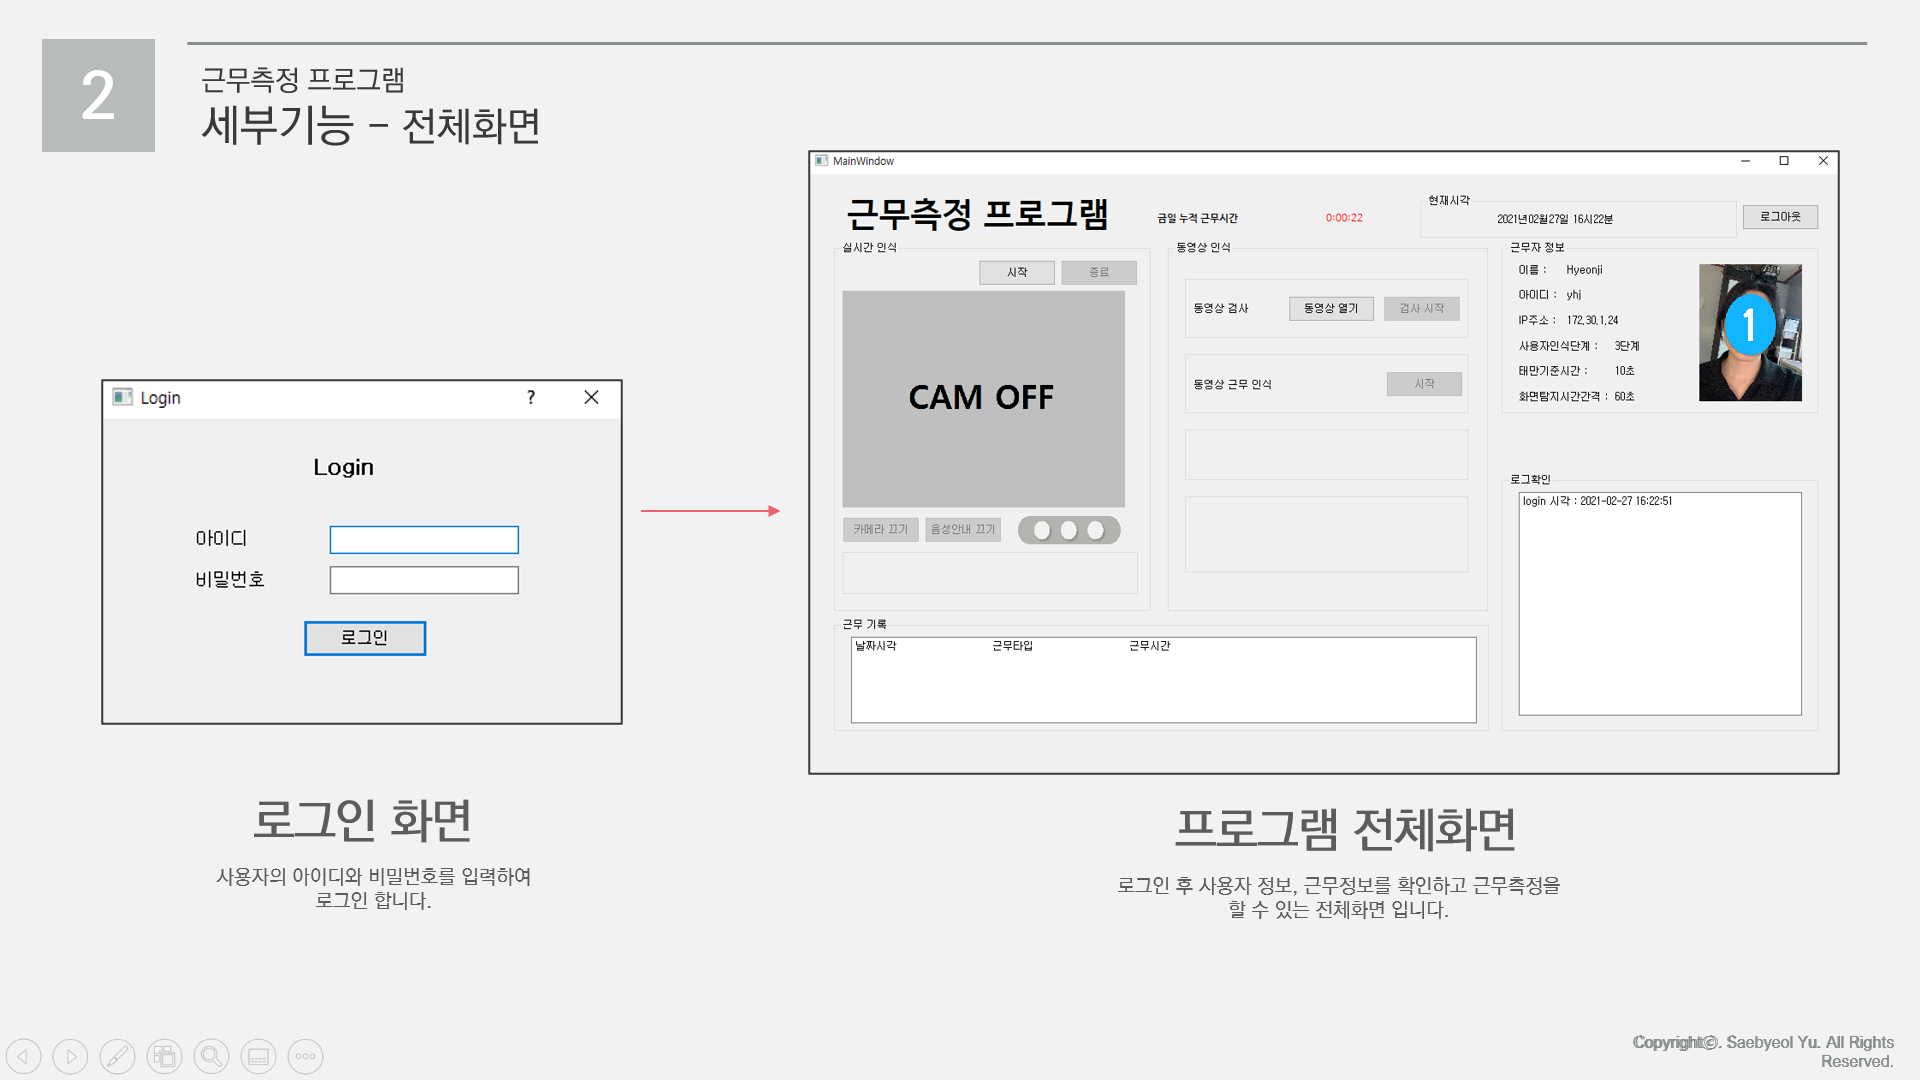 2
근무측정 프로그램
세부기능 - 전체화면
Login
?
Login
아이디
비밀번호
로그인
로그인 화면
사용자의 아이디와 비밀번호를 입력하여
로그인 합니다.
MainWindow
근무측정 프로그램
금일 누적 근무시간
0:00:22
현재시각
2021년02월27일 16시22분
로그아웃
실시간 인식
시작
종료
CAM OFF
카메라 끄기
음성안내 끄기
동영상 인식
동영상 검사
동영상 열기
검사 시작
동영상 근무 인식
시작
근무자 정보
이름 : Hyeonji
아이디 : yhj
IP주소 : 172.30.1.24
사용자인식단계 : 3단계
태만기준시간 : 10초
화면탐지시간간격 : 60초
1
로그확인
login 시각 : 2021-02-27 16:22:51
근무 기록
날짜시각 근무타입 근무시간
프로그램 전체화면
로그인 후 사용자 정보, 근무정보를 확인하고 근무측정을
할 수 있는 전체화면 입니다.
Copyright©. Saebyeol Yu. All Rights
Reserved.